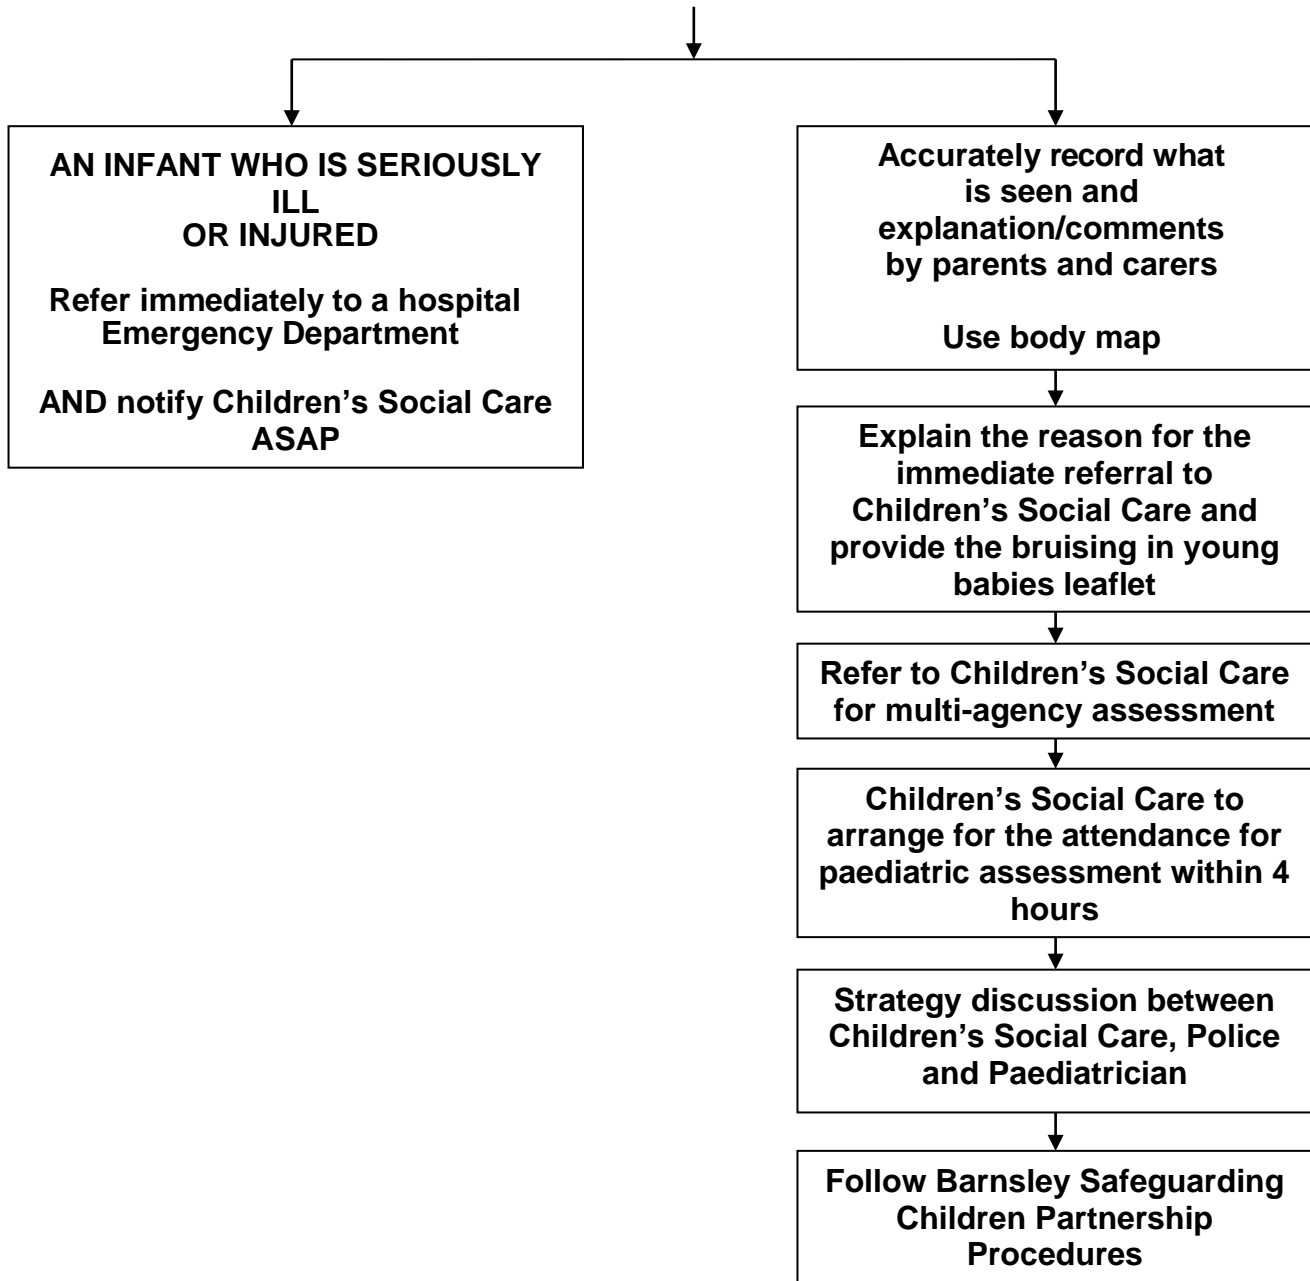 AN INFANT WHO IS SERIOUSLY
ILL
OR INJURED
Refer immediately to a hospital
Emergency Department
AND notify Children’s Social Care
ASAP
Accurately record what
is seen and
explanation/comments
by parents and carers
Use body map
Explain the reason for the
immediate referral to
Children’s Social Care and
provide the bruising in young
babies leaflet
Refer to Children’s Social Care
for multi-agency assessment
Children’s Social Care to
arrange for the attendance for
paediatric assessment within 4
hours
Strategy discussion between
Children’s Social Care, Police
and Paediatrician
Follow Barnsley Safeguarding
Children Partnership
Procedures